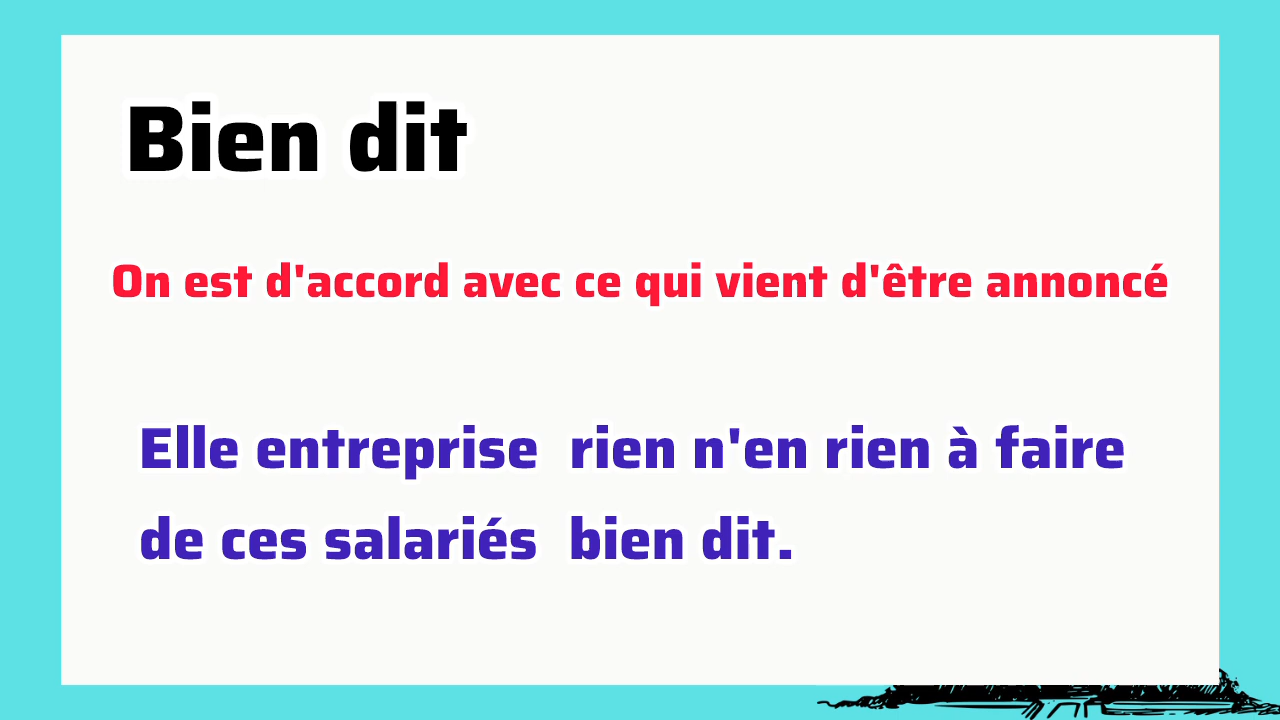 Bien dit
On est d'accord avec ce qui vient d'être annoncé
Elle entreprise  rien n'en rien à faire
de ces salariés  bien dit.